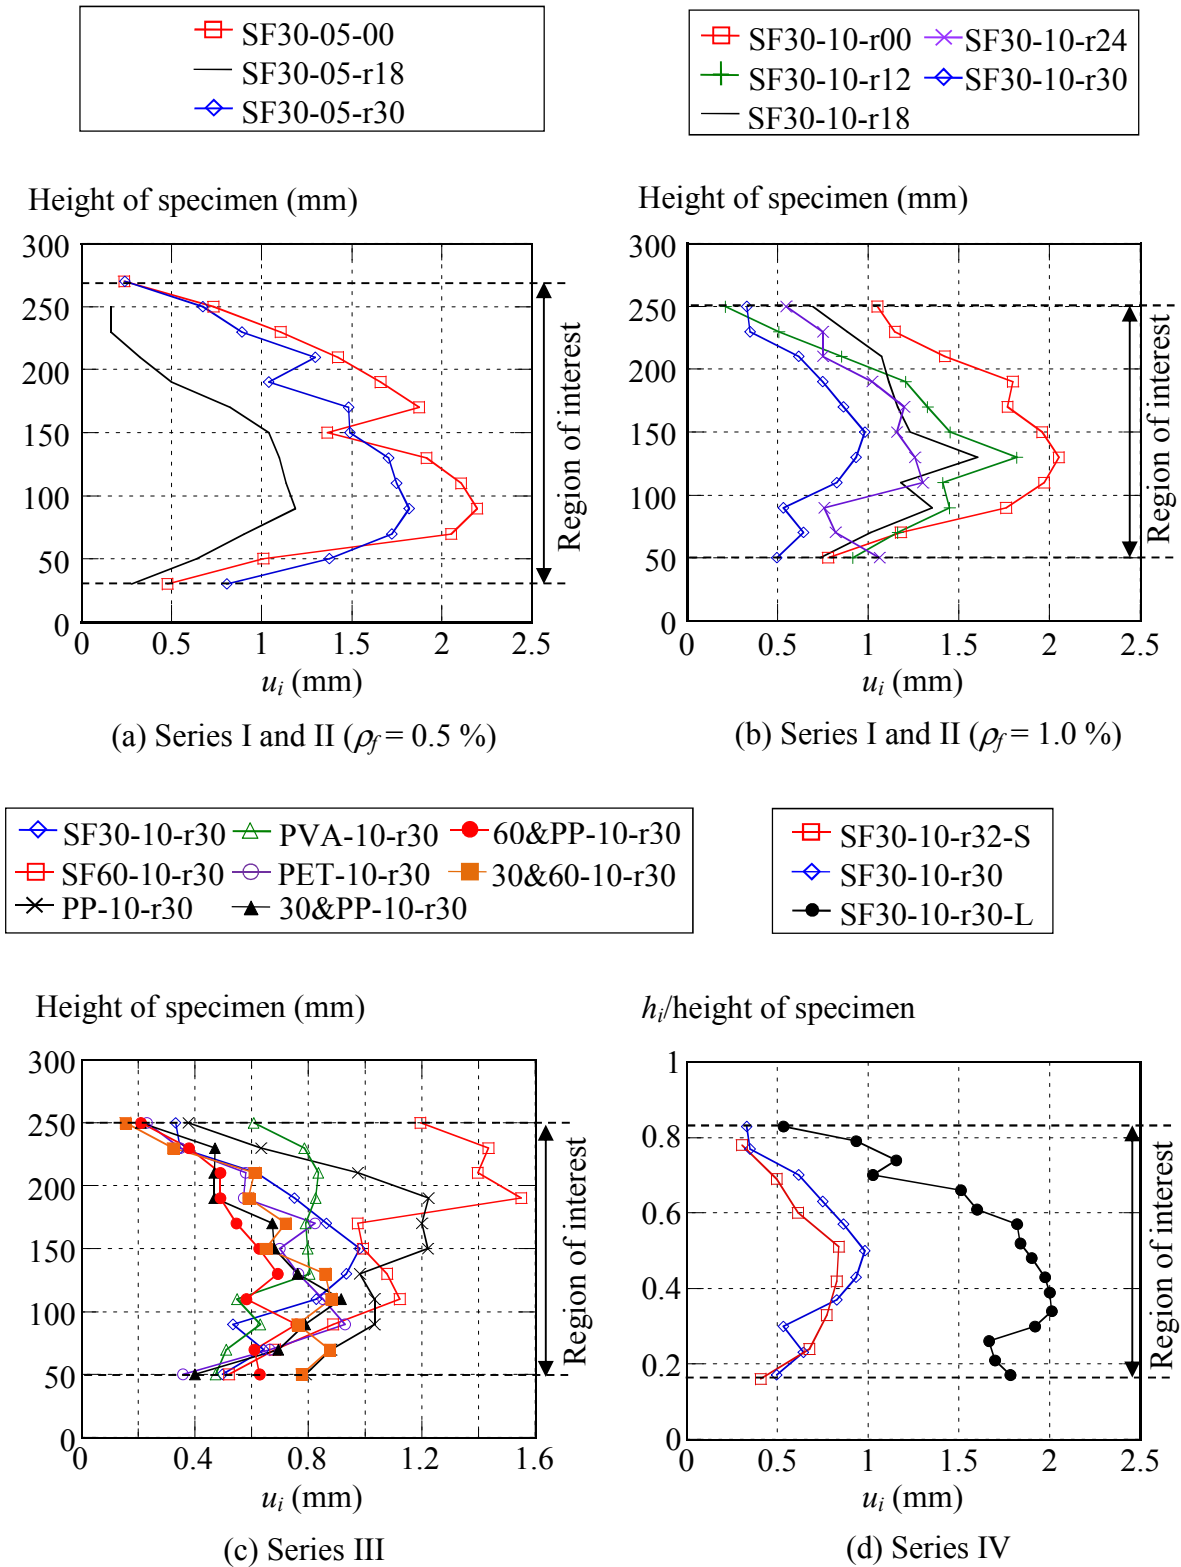 SF30-05-00
SF30-05-r18
SF30-05-r30
SF30-10-r00
SF30-10-r24
SF30-10-r12
SF30-10-r30
SF30-10-r18
Height of specimen (mm)
300
250
200
150
100
50
0
0
0.5
1
1.5
2
2.5
u_i (mm)
Region of interest
(a) Series I and II (ρ_f = 0.5 %)
Height of specimen (mm)
300
250
200
150
100
50
0
0
0.5
1
1.5
2
2.5
u_i (mm)
Region of interest
(b) Series I and II (ρ_f = 1.0 %)
SF30-10-r30
PVA-10-r30
60&PP-10-r30
SF60-10-r30
PET-10-r30
30&60-10-r30
PP-10-r30
30&PP-10-r30
SF30-10-r32-S
SF30-10-r30
SF30-10-r30-L
Height of specimen (mm)
300
250
200
150
100
50
0
0
0.4
0.8
1.2
1.6
u_i (mm)
Region of interest
(c) Series III
h_i/height of specimen
1
0.8
0.6
0.4
0.2
0
0
0.5
1
1.5
2
2.5
u_i (mm)
Region of interest
(d) Series IV